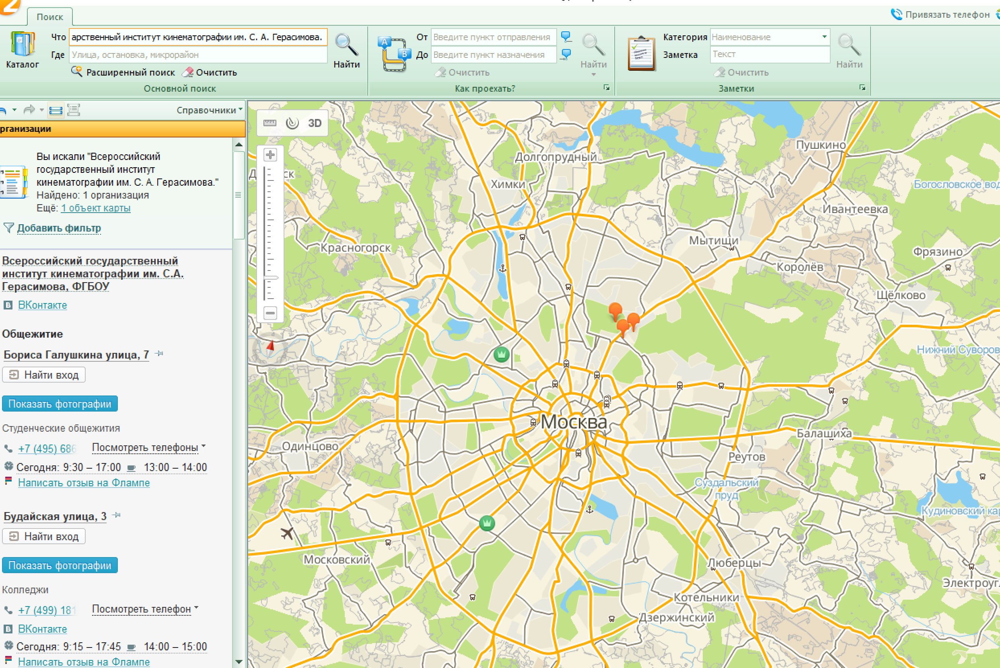 2
Поиск
Привязать телефон
Что
арственный институт кинематографии им. С. А. Герасимова.
Где
Улица, остановка, микрорайон
Каталог
Найти
Расширенный поиск
Очистить
Основной поиск
A
B
От
Введите пункт отправления
До
Введите пункт назначения
Очистить
Найти
Как проехать?
Категория
Наименование
Заметка
Текст
Очистить
Найти
Заметки
Справочники
рганизации
Вы искали "Всероссийский
государственный институт
кинематографии им. С. А. Герасимова."
Найдено: 1 организация
Ещё: 1 объект карты
Добавить фильтр
Всероссийский государственный
институт кинематографии им. С.А.
Герасимова, ФГБОУ
В ВКонтакте
Общежитие
Бориса Галушкина улица, 7
Найти вход
Показать фотографии
Студенческие общежития
+7 (495) 686 Посмотреть телефоны
Сегодня: 9:30 – 17:00 13:00 – 14:00
Написать отзыв на Флампе
Будайская улица, 3
Найти вход
Показать фотографии
Колледжи
+7 (499) 181 Посмотреть телефон
В ВКонтакте
Сегодня: 9:15 – 17:45 14:00 – 15:00
Написать отзыв на Флампе
3D
Пушкино
Долгопрудный
Химки
Богословское вод
Ивантеевка
Мытищи
Красногорск
Фрязино
Королёв
Щёлково
Нижний Суворов
Москва
Балашиха
Одинцово
Реутов
Суздальский
пруд
Кудиновский кар
Московский
Люберцы
Электроугл
Котельники
Дзержинский